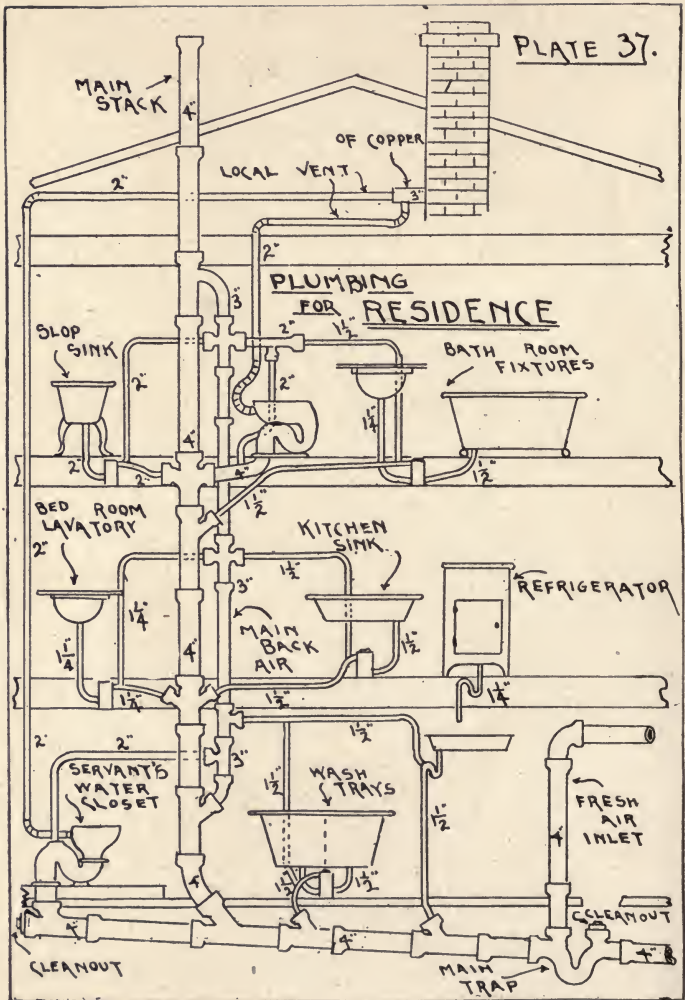 PLATE 37.
MAIN
STACK
4"
OF COPPER
LOCAL VENT
2"
3"
2"
PLUMBING
FOR RESIDENCE
3"
SLOP
SINK
2"
1½"
BATH ROOM
FIXTURES
2"
2"
1¼"
4"
2"
2"
4"
1½"
1½"
BED ROOM
LAVATORY
KITCHEN
SINK
2"
3"
1½"
REFRIGERATOR
1¼"
MAIN
BACK
AIR
1¼"
4"
1½"
1¼"
1½"
1¼"
2"
2"
3"
1½"
SERVANT'S
WATER
CLOSET
1½"
WASH
TRAYS
1½"
FRESH
AIR
INLET
4"
4"
1½"
1½"
CLEANOUT
4"
4"
4"
CLEANOUT
MAIN
TRAP